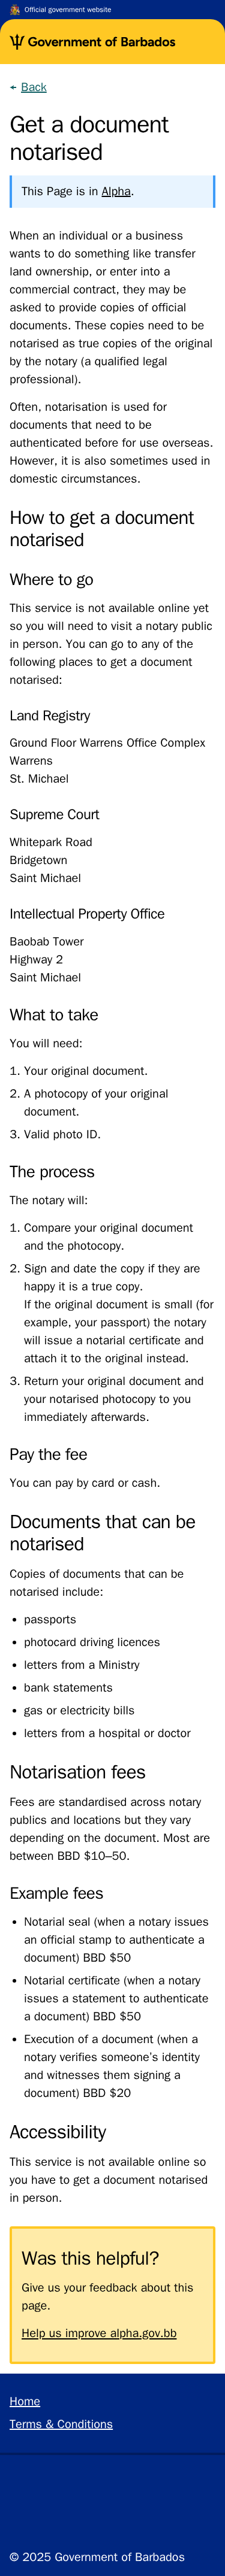 Official government website
Government of Barbados
← Back
Get a document
notarised
This Page is in Alpha.
When an individual or a business
wants to do something like transfer
land ownership, or enter into a
commercial contract, they may be
asked to provide copies of official
documents. These copies need to be
notarised as true copies of the original
by the notary (a qualified legal
professional).
Often, notarisation is used for
documents that need to be
authenticated before for use overseas.
However, it is also sometimes used in
domestic circumstances.
How to get a document
notarised
Where to go
This service is not available online yet
so you will need to visit a notary public
in person. You can go to any of the
following places to get a document
notarised:
Land Registry
Ground Floor Warrens Office Complex
Warrens
St. Michael
Supreme Court
Whitepark Road
Bridgetown
Saint Michael
Intellectual Property Office
Baobab Tower
Highway 2
Saint Michael
What to take
You will need:
1. Your original document.
2. A photocopy of your original
document.
3. Valid photo ID.
The process
The notary will:
1. Compare your original document
and the photocopy.
2. Sign and date the copy if they are
happy it is a true copy.
If the original document is small (for
example, your passport) the notary
will issue a notarial certificate and
attach it to the original instead.
3. Return your original document and
your notarised photocopy to you
immediately afterwards.
Pay the fee
You can pay by card or cash.
Documents that can be
notarised
Copies of documents that can be
notarised include:
• passports
• photocard driving licences
• letters from a Ministry
• bank statements
• gas or electricity bills
• letters from a hospital or doctor
Notarisation fees
Fees are standardised across notary
publics and locations but they vary
depending on the document. Most are
between BBD $10–50.
Example fees
• Notarial seal (when a notary issues
an official stamp to authenticate a
document) BBD $50
• Notarial certificate (when a notary
issues a statement to authenticate
a document) BBD $50
• Execution of a document (when a
notary verifies someone's identity
and witnesses them signing a
document) BBD $20
Accessibility
This service is not available online so
you have to get a document notarised
in person.
Was this helpful?
Give us your feedback about this
page.
Help us improve alpha.gov.bb
Home
Terms & Conditions
© 2025 Government of Barbados